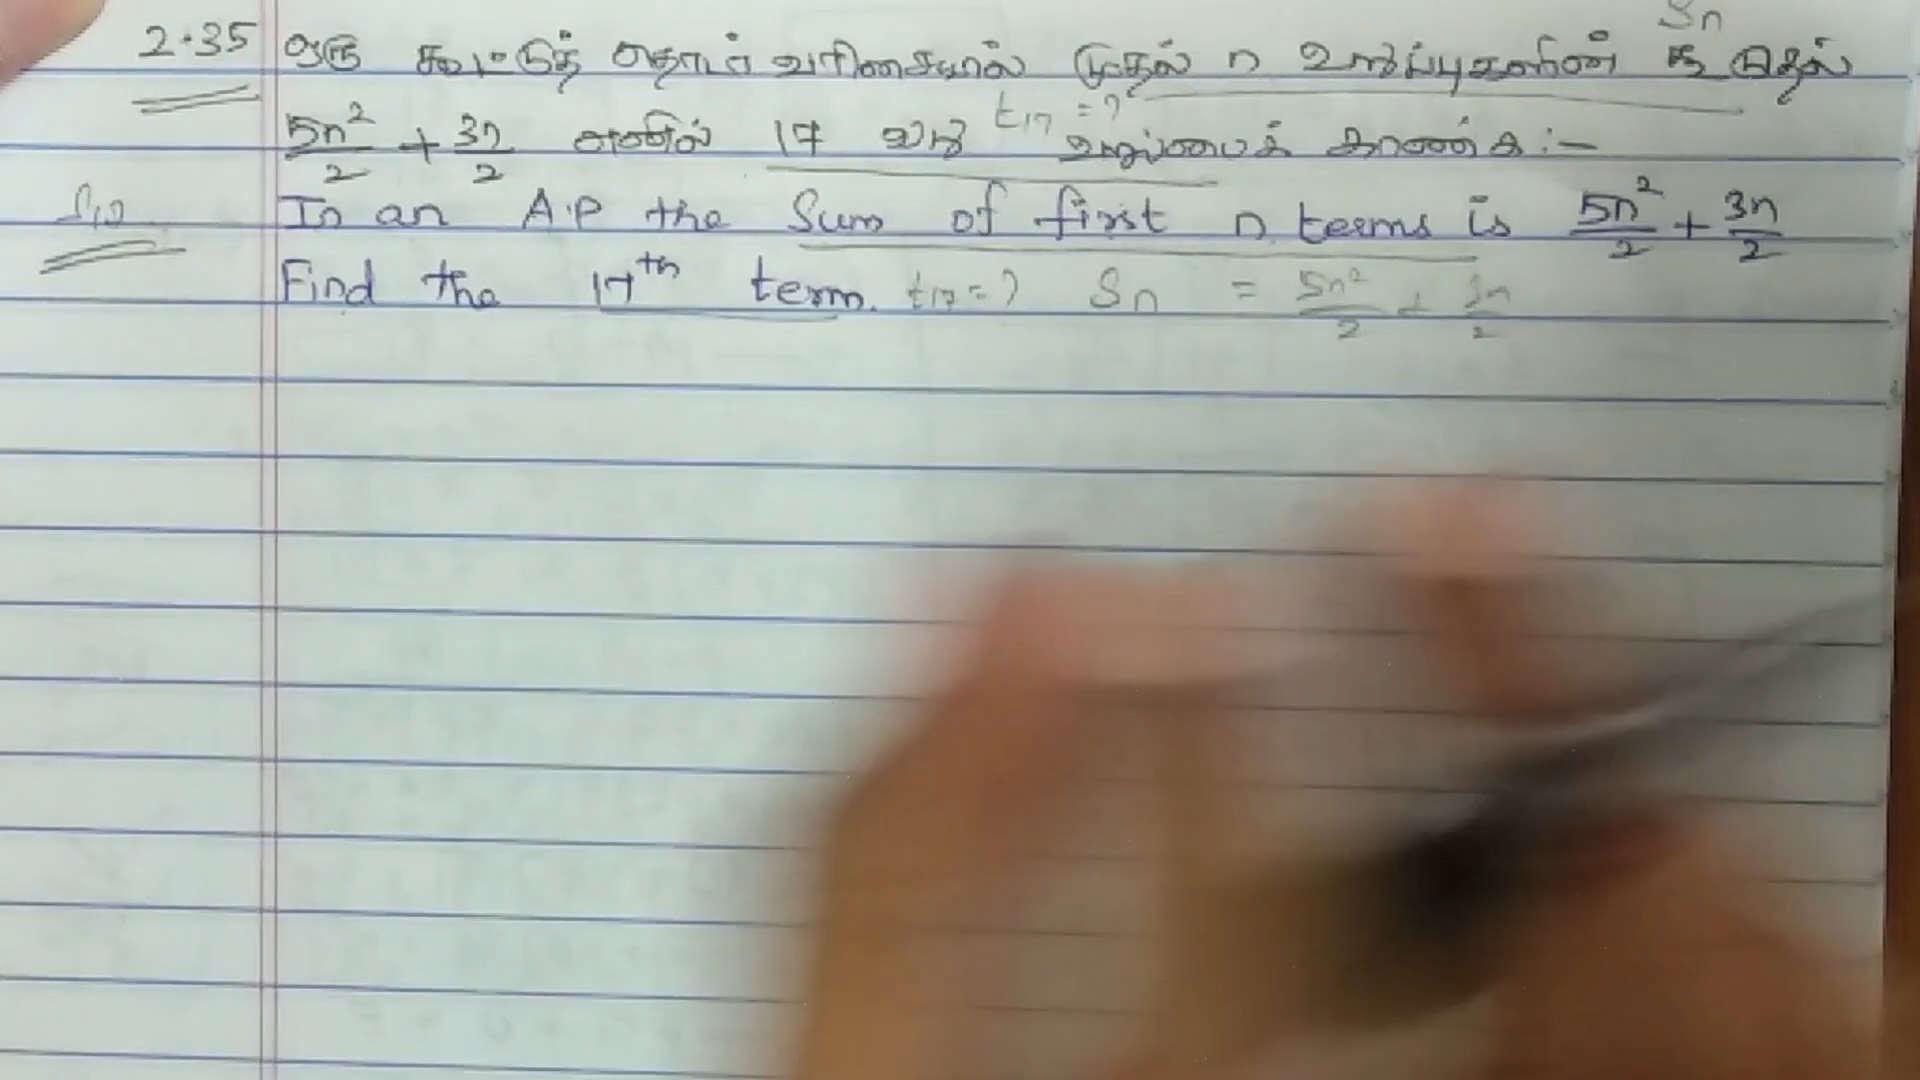 Sn
2.35 ஒரு கூட்டுத் தொடர் வரிசையில் முதல் n உறுப்புகளின் கூடுதல்
t₁₇ = ?
5n²/2 + 3n/2 எனில் 17 வது உறுப்பைக் காண்க :-
In an A.P the Sum of first n terms is 5n²/2 + 3n/2
Find the 17th term. t₁₇ = ? Sn = 5n²/2 + 3n/2